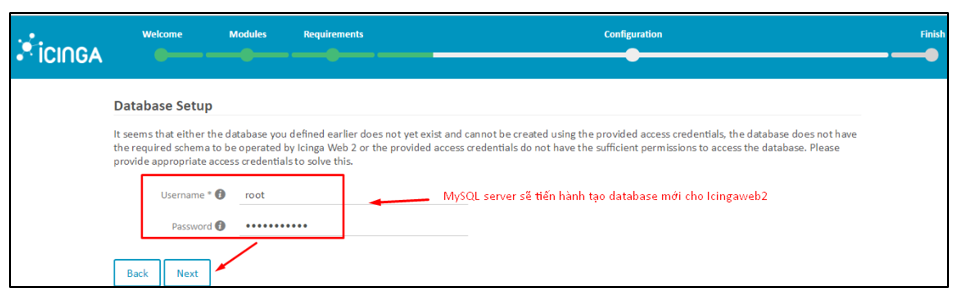 Welcome Modules Requirements Configuration Finish
ICINGA
Database Setup
It seems that either the database you defined earlier does not yet exist and cannot be created using the provided access credentials, the database does not have
the required schema to be operated by Icinga Web 2 or the provided access credentials do not have the sufficient permissions to access the database. Please
provide appropriate access credentials to solve this.
Username * root
MySQL server sẽ tiến hành tạo database mới cho Icingaweb2
Password •••••••••••
Back Next